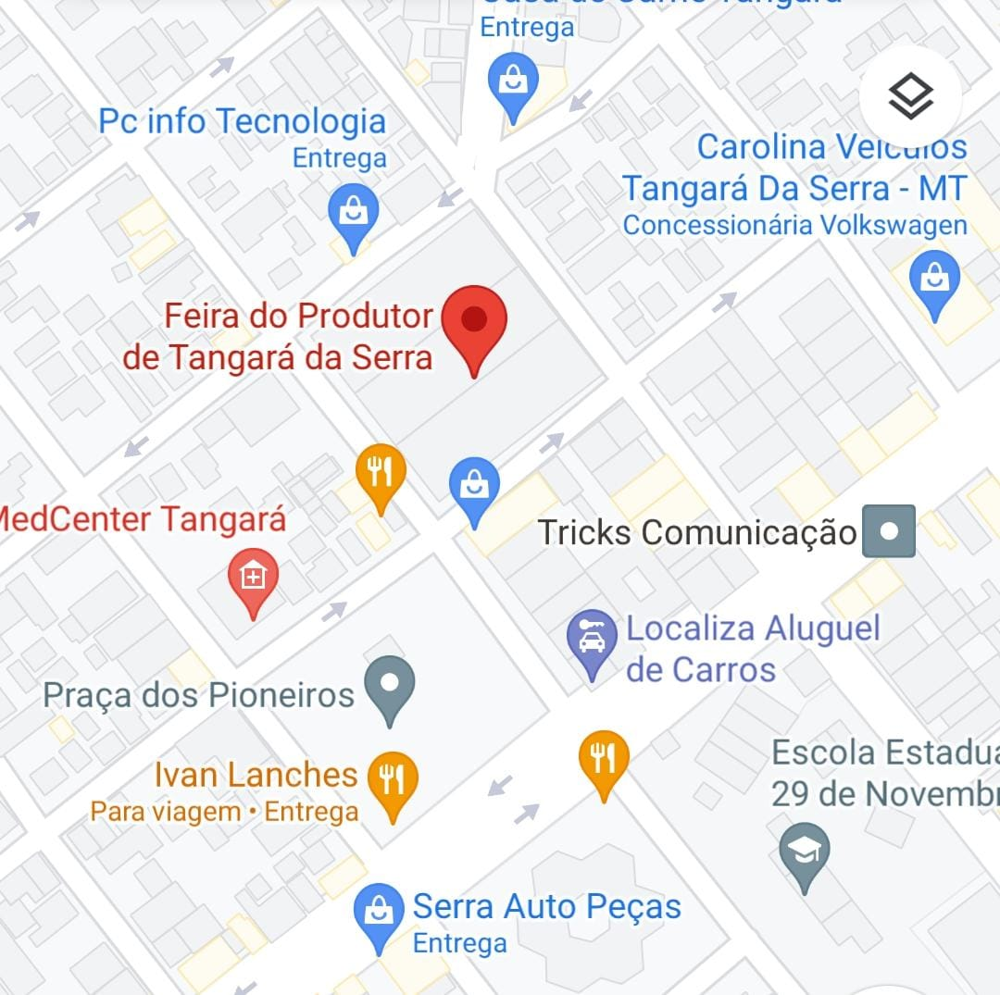 Entrega
Pc info Tecnologia
Entrega
Carolina Veículos
Tangará Da Serra - MT
Concessionária Volkswagen
Feira do Produtor
de Tangará da Serra
MedCenter Tangará
Tricks Comunicação
Localiza Aluguel
de Carros
Praça dos Pioneiros
Ivan Lanches
Para viagem • Entrega
Escola Estadua
29 de Novembr
Serra Auto Peças
Entrega